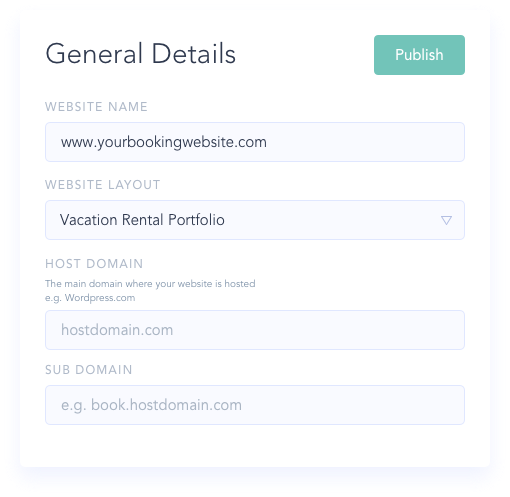 General Details
Publish
WEBSITE NAME
www.yourbookingwebsite.com
WEBSITE LAYOUT
Vacation Rental Portfolio
HOST DOMAIN
The main domain where your website is hosted
e.g. Wordpress.com
hostdomain.com
SUB DOMAIN
e.g. book.hostdomain.com